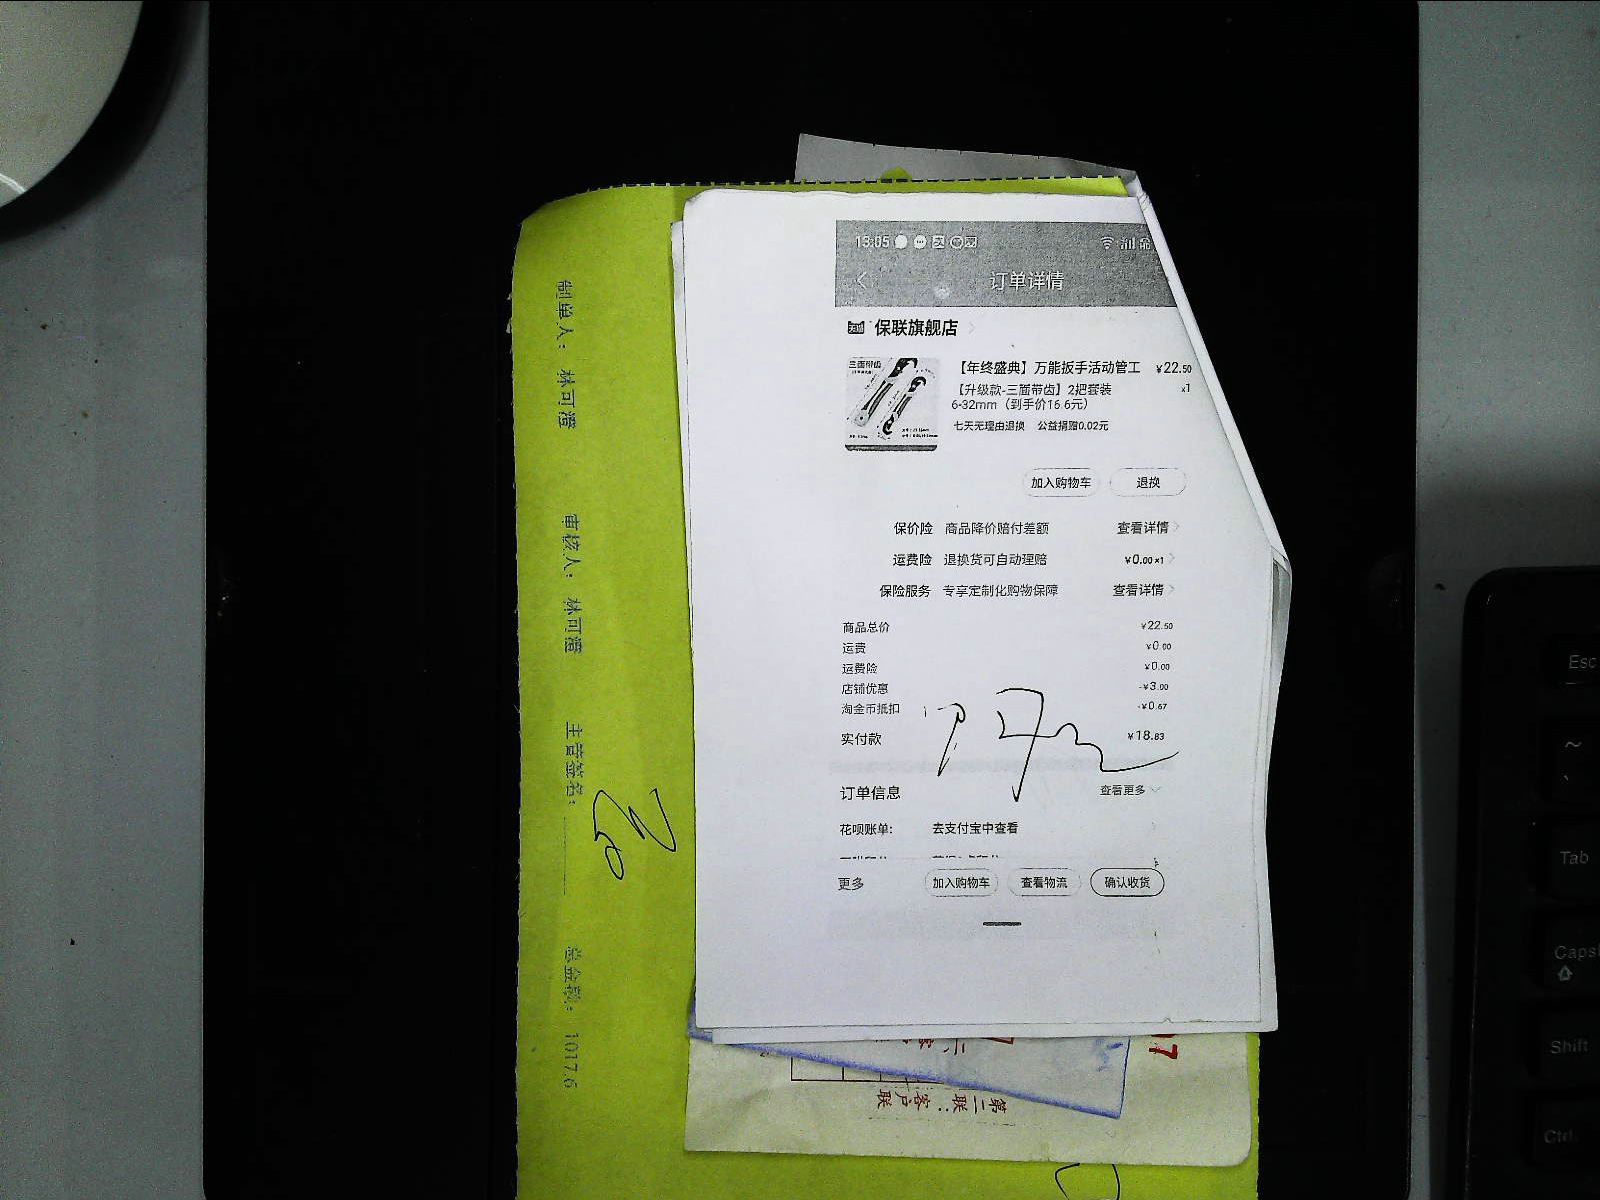 13:05
订单详情
保联旗舰店
三面带齿
【年终盛典】万能扳手活动管工 ¥22.50
【升级款-三面带齿】2把套装 x1
6-32mm（到手价16.6元）
七天无理由退换 公益捐赠0.02元
加入购物车 退换
保价险 商品降价赔付差额 查看详情
运费险 退换货可自动理赔 ¥0.00×1
保险服务 专享定制化购物保障 查看详情
商品总价 ¥22.50
运费 ¥0.00
运费险 ¥0.00
店铺优惠 -¥3.00
淘金币抵扣 -¥0.67
实付款 ¥18.83
订单信息 查看更多
花呗账单: 去支付宝中查看
更多 加入购物车 查看物流 确认收货
制单人: 林可澄 审核人: 林可澄 主管签名: 总金额: 1017.6
第二联: 客户联
Esc
~
`
Tab
Caps
Shift
Ctrl